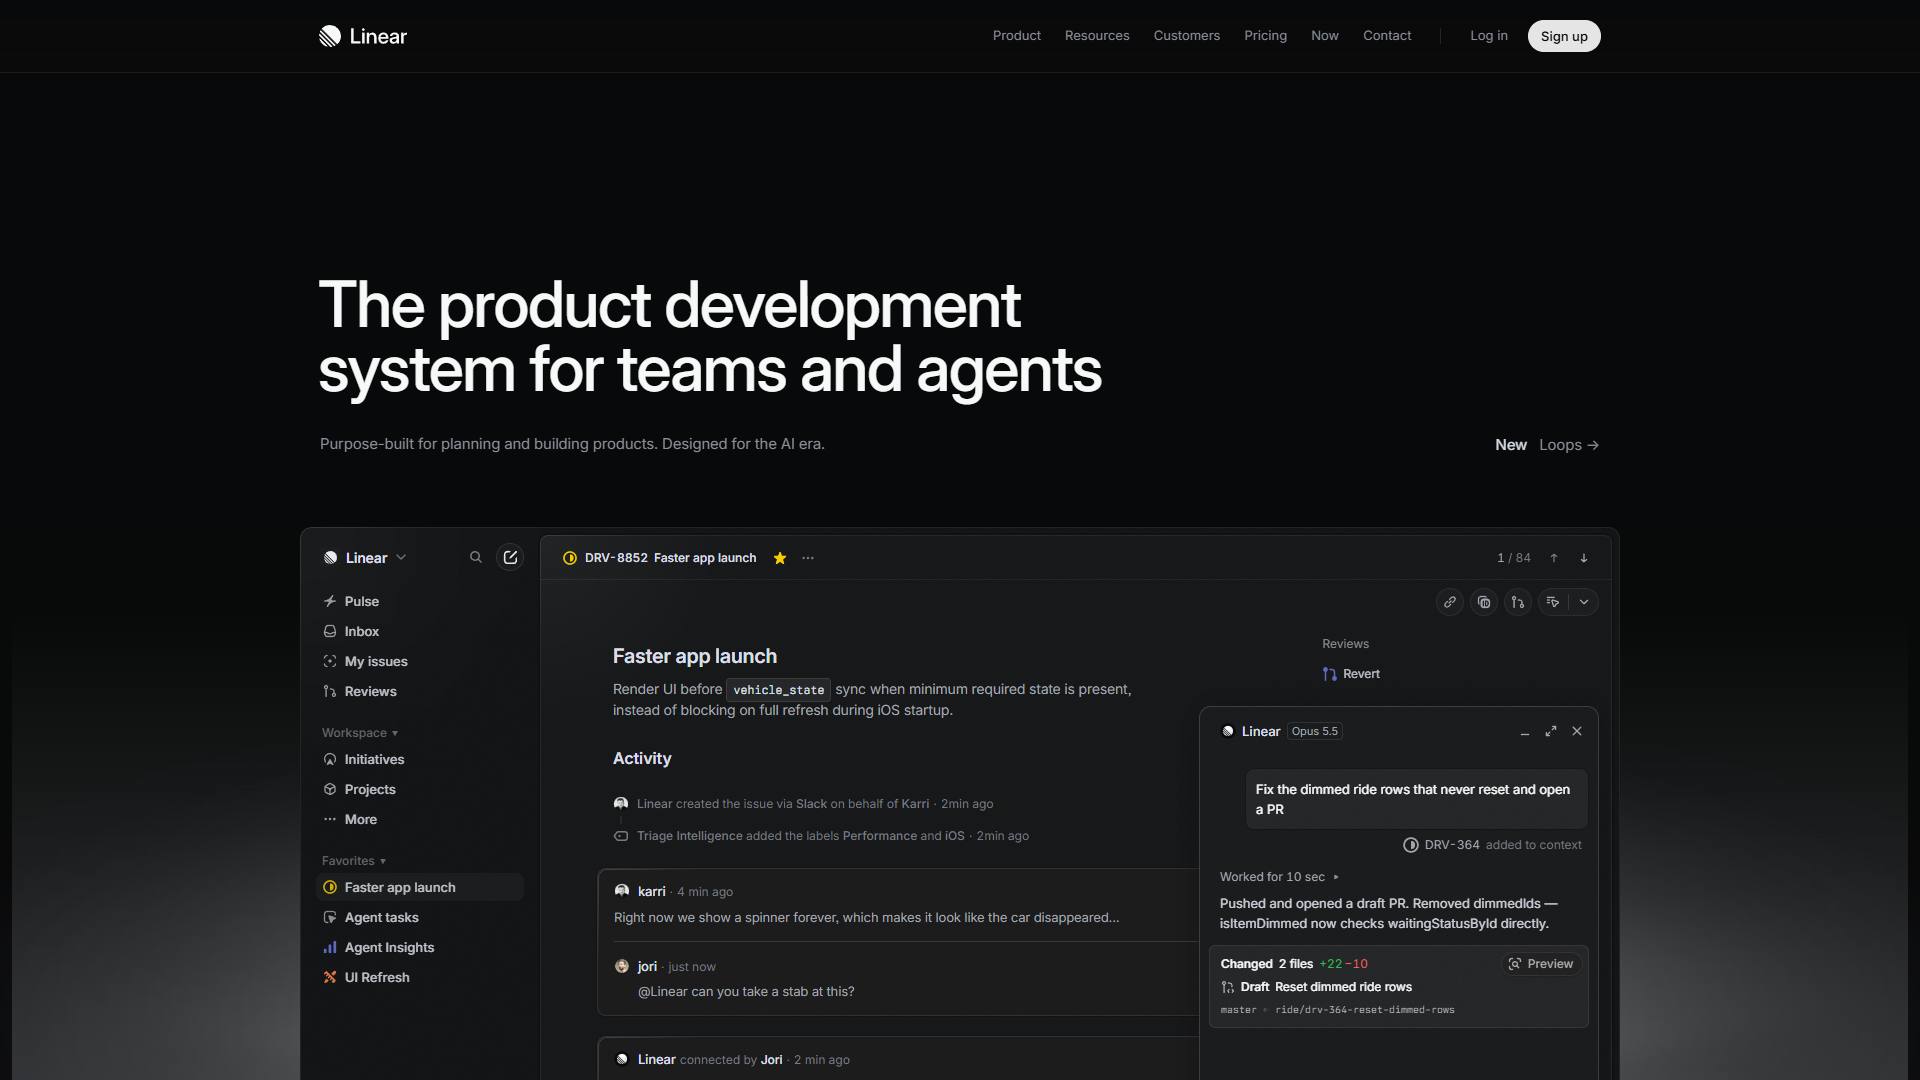 Linear
Product
Resources
Customers
Pricing
Now
Contact
Log in
Sign up
The product development
system for teams and agents
Purpose-built for planning and building products. Designed for the AI era.
New Loops →
Linear
Pulse
Inbox
My issues
Reviews
Workspace
Initiatives
Projects
More
Favorites
Faster app launch
Agent tasks
Agent Insights
UI Refresh
DRV-8852 Faster app launch
1 / 84
Faster app launch
Render UI before vehicle_state sync when minimum required state is present,
instead of blocking on full refresh during iOS startup.
Activity
Linear created the issue via Slack on behalf of Karri · 2min ago
Triage Intelligence added the labels Performance and iOS · 2min ago
karri · 4 min ago
Right now we show a spinner forever, which makes it look like the car disappeared...
jori · just now
@Linear can you take a stab at this?
Linear connected by Jori · 2 min ago
Reviews
Revert
Linear Opus 5.5
Fix the dimmed ride rows that never reset and open
a PR
DRV-364 added to context
Worked for 10 sec
Pushed and opened a draft PR. Removed dimmedIds —
isItemDimmed now checks waitingStatusById directly.
Changed 2 files +22 −10
Preview
Draft Reset dimmed ride rows
master ride/drv-364-reset-dimmed-rows